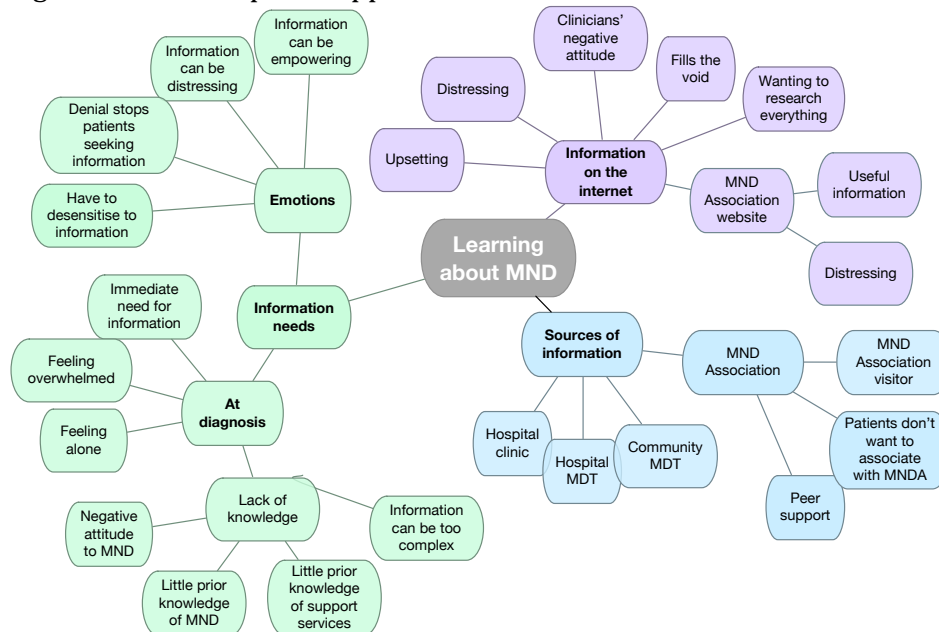 Information
can be
empowering
Information
can be
distressing
Denial stops
patients
seeking
information
Have to
desensitise to
information
Emotions
Clinicians'
negative
attitude
Fills the
void
Distressing
Wanting to
research
everything
Upsetting
Information
on the
internet
MND
Association
website
Useful
information
Distressing
Learning
about MND
Information
needs
Immediate
need for
information
Feeling
overwhelmed
At
diagnosis
Feeling
alone
Lack of
knowledge
Negative
attitude
to MND
Information
can be too
complex
Little prior
knowledge
of MND
Little prior
knowledge
of support
services
Sources of
information
MND
Association
MND
Association
visitor
Hospital
clinic
Hospital
MDT
Community
MDT
Patients don't
want to
associate
with MNDA
Peer
support